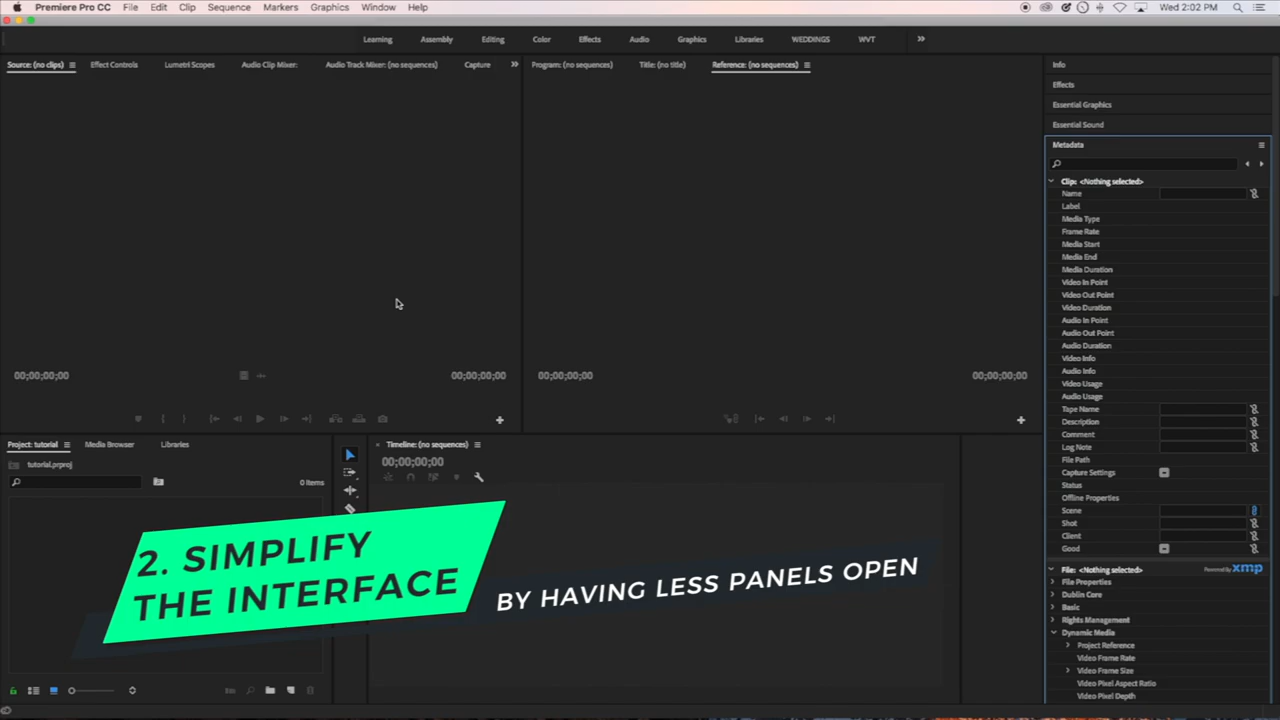 Premiere Pro CC File Edit Clip Sequence Markers Graphics Window Help Wed 2:02 PM
Learning Assembly Editing Color Effects Audio Graphics Libraries WEDDINGS WVT
Source: (no clips) Effect Controls Lumetri Scopes Audio Clip Mixer: Audio Track Mixer: (no sequences) Capture
Program: (no sequences) Title: (no title) Reference: (no sequences)
00;00;00;00 00;00;00;00
00;00;00;00 00;00;00;00
Info
Effects
Essential Graphics
Essential Sound
Metadata
Clip: <Nothing selected>
Name
Label
Media Type
Frame Rate
Media Start
Media End
Media Duration
Video In Point
Video Out Point
Video Duration
Audio In Point
Audio Out Point
Audio Duration
Video Info
Audio Info
Video Usage
Audio Usage
Tape Name
Description
Comment
Log Note
File Path
Capture Settings
Status
Offline Properties
Scene
Shot
Client
Good
File: <Nothing selected> Powered By xmp
File Properties
Dublin Core
Basic
Rights Management
Dynamic Media
Project Reference
Video Frame Rate
Video Frame Size
Video Pixel Aspect Ratio
Video Pixel Depth
Project: tutorial Media Browser Libraries
tutorial.prproj
0 Items
Timeline: (no sequences)
00;00;00;00
2. SIMPLIFY
THE INTERFACE
BY HAVING LESS PANELS OPEN